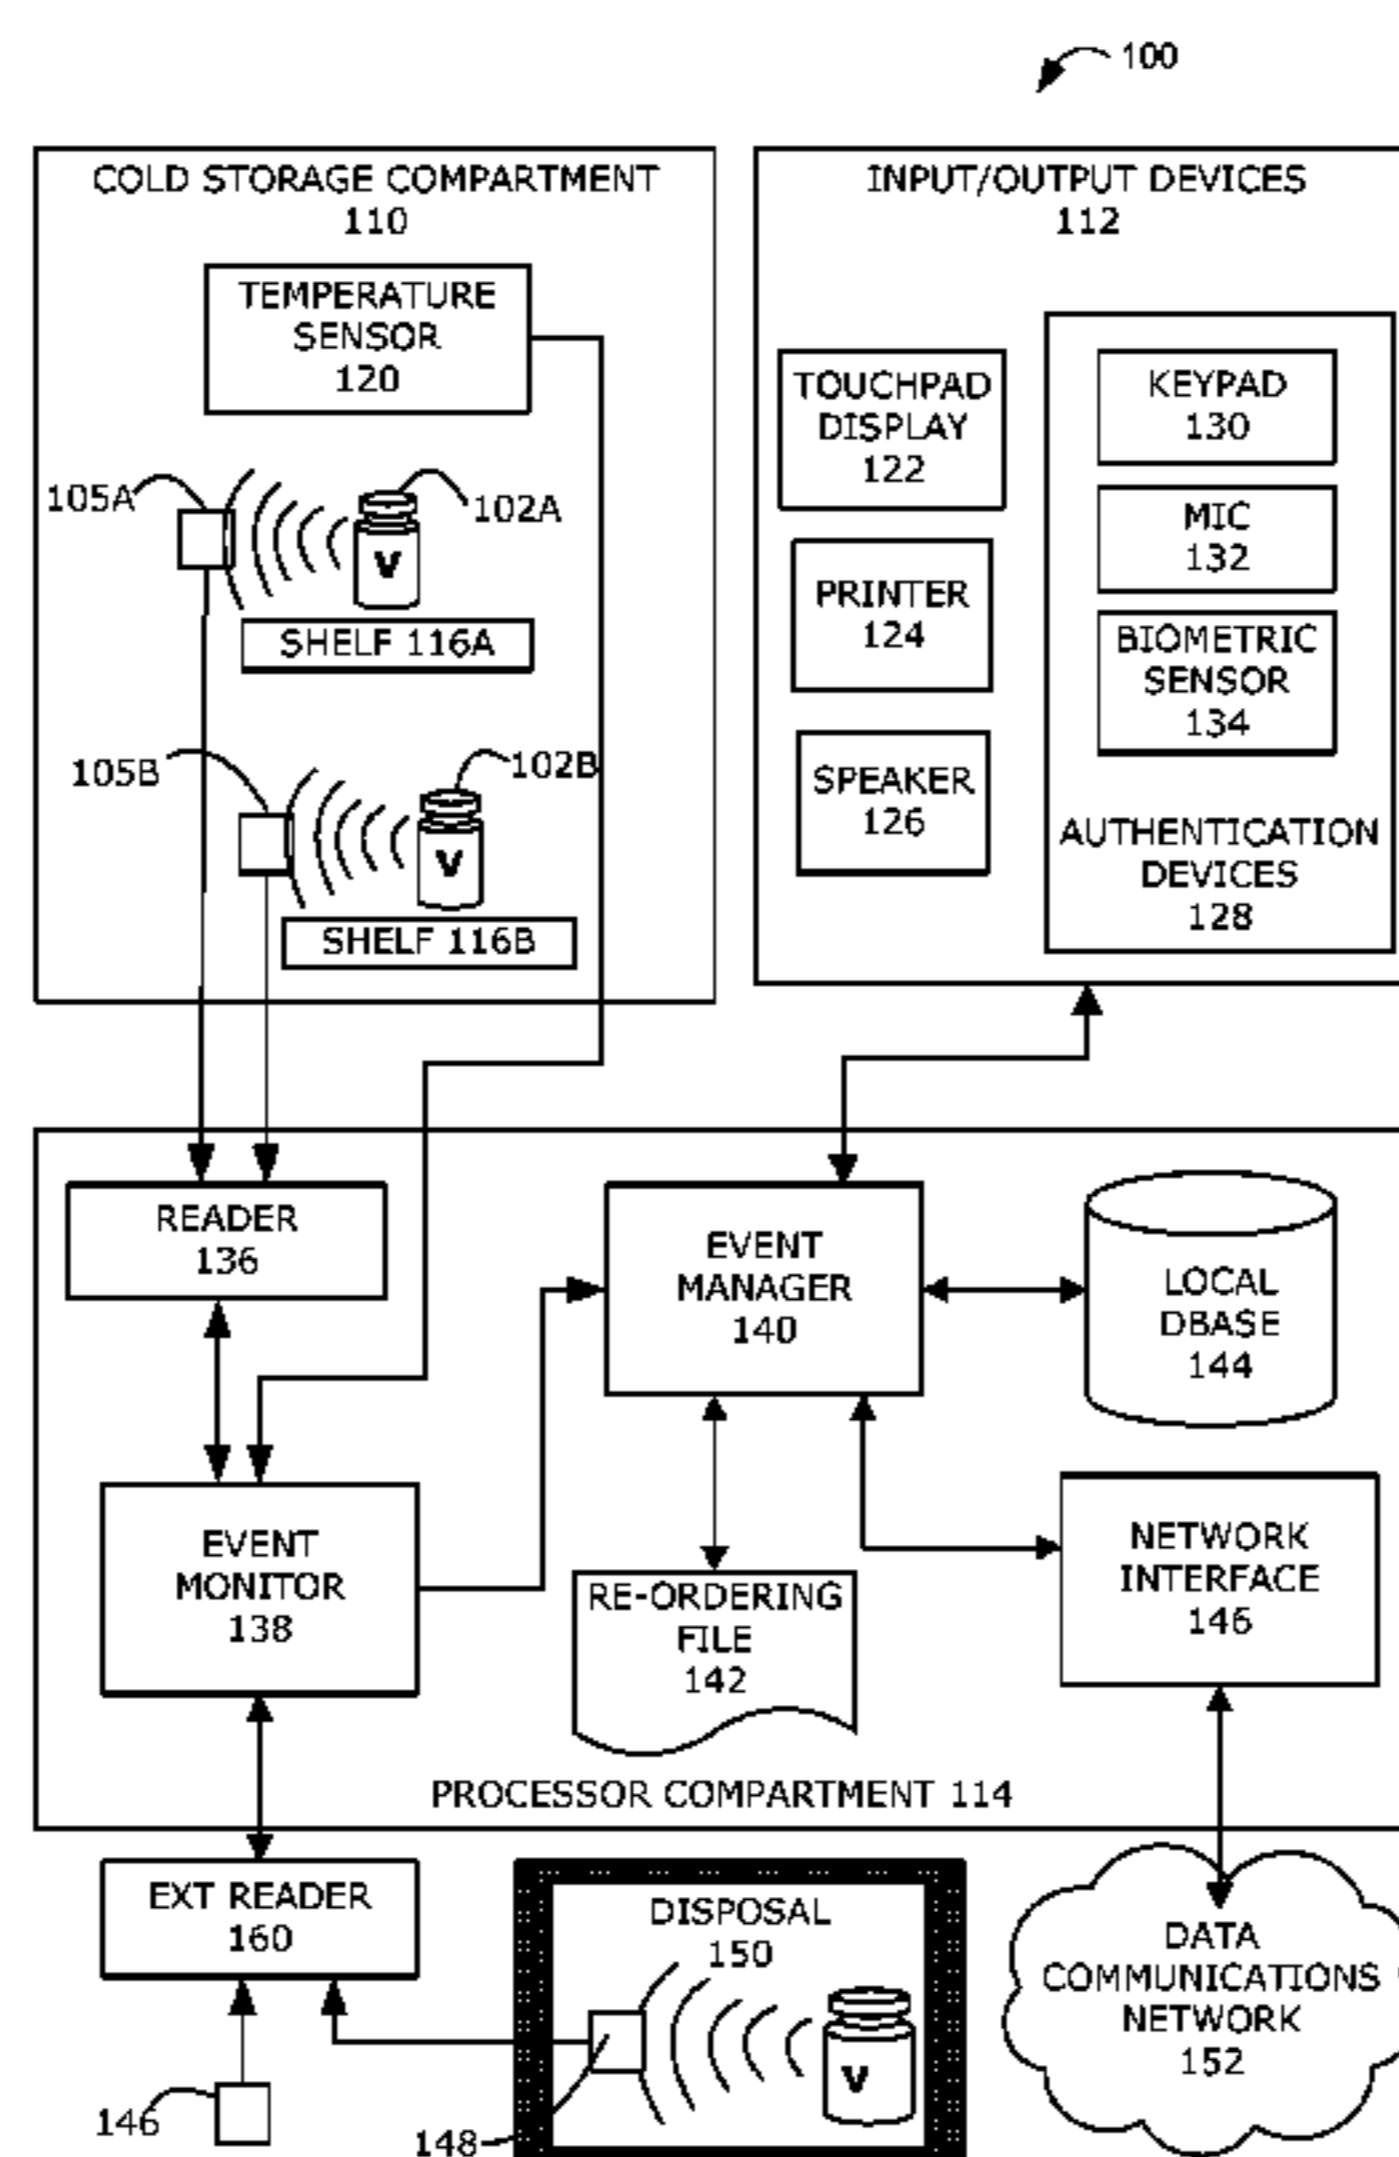 100
COLD STORAGE COMPARTMENT
110
TEMPERATURE
SENSOR
120
105A
102A
V
SHELF 116A
105B
102B
V
SHELF 116B
INPUT/OUTPUT DEVICES
112
TOUCHPAD
DISPLAY
122
PRINTER
124
SPEAKER
126
KEYPAD
130
MIC
132
BIOMETRIC
SENSOR
134
AUTHENTICATION
DEVICES
128
READER
136
EVENT
MONITOR
138
EVENT
MANAGER
140
LOCAL
DBASE
144
RE-ORDERING
FILE
142
NETWORK
INTERFACE
146
PROCESSOR COMPARTMENT 114
EXT READER
160
146
DISPOSAL
150
V
148
DATA
COMMUNICATIONS
NETWORK
152